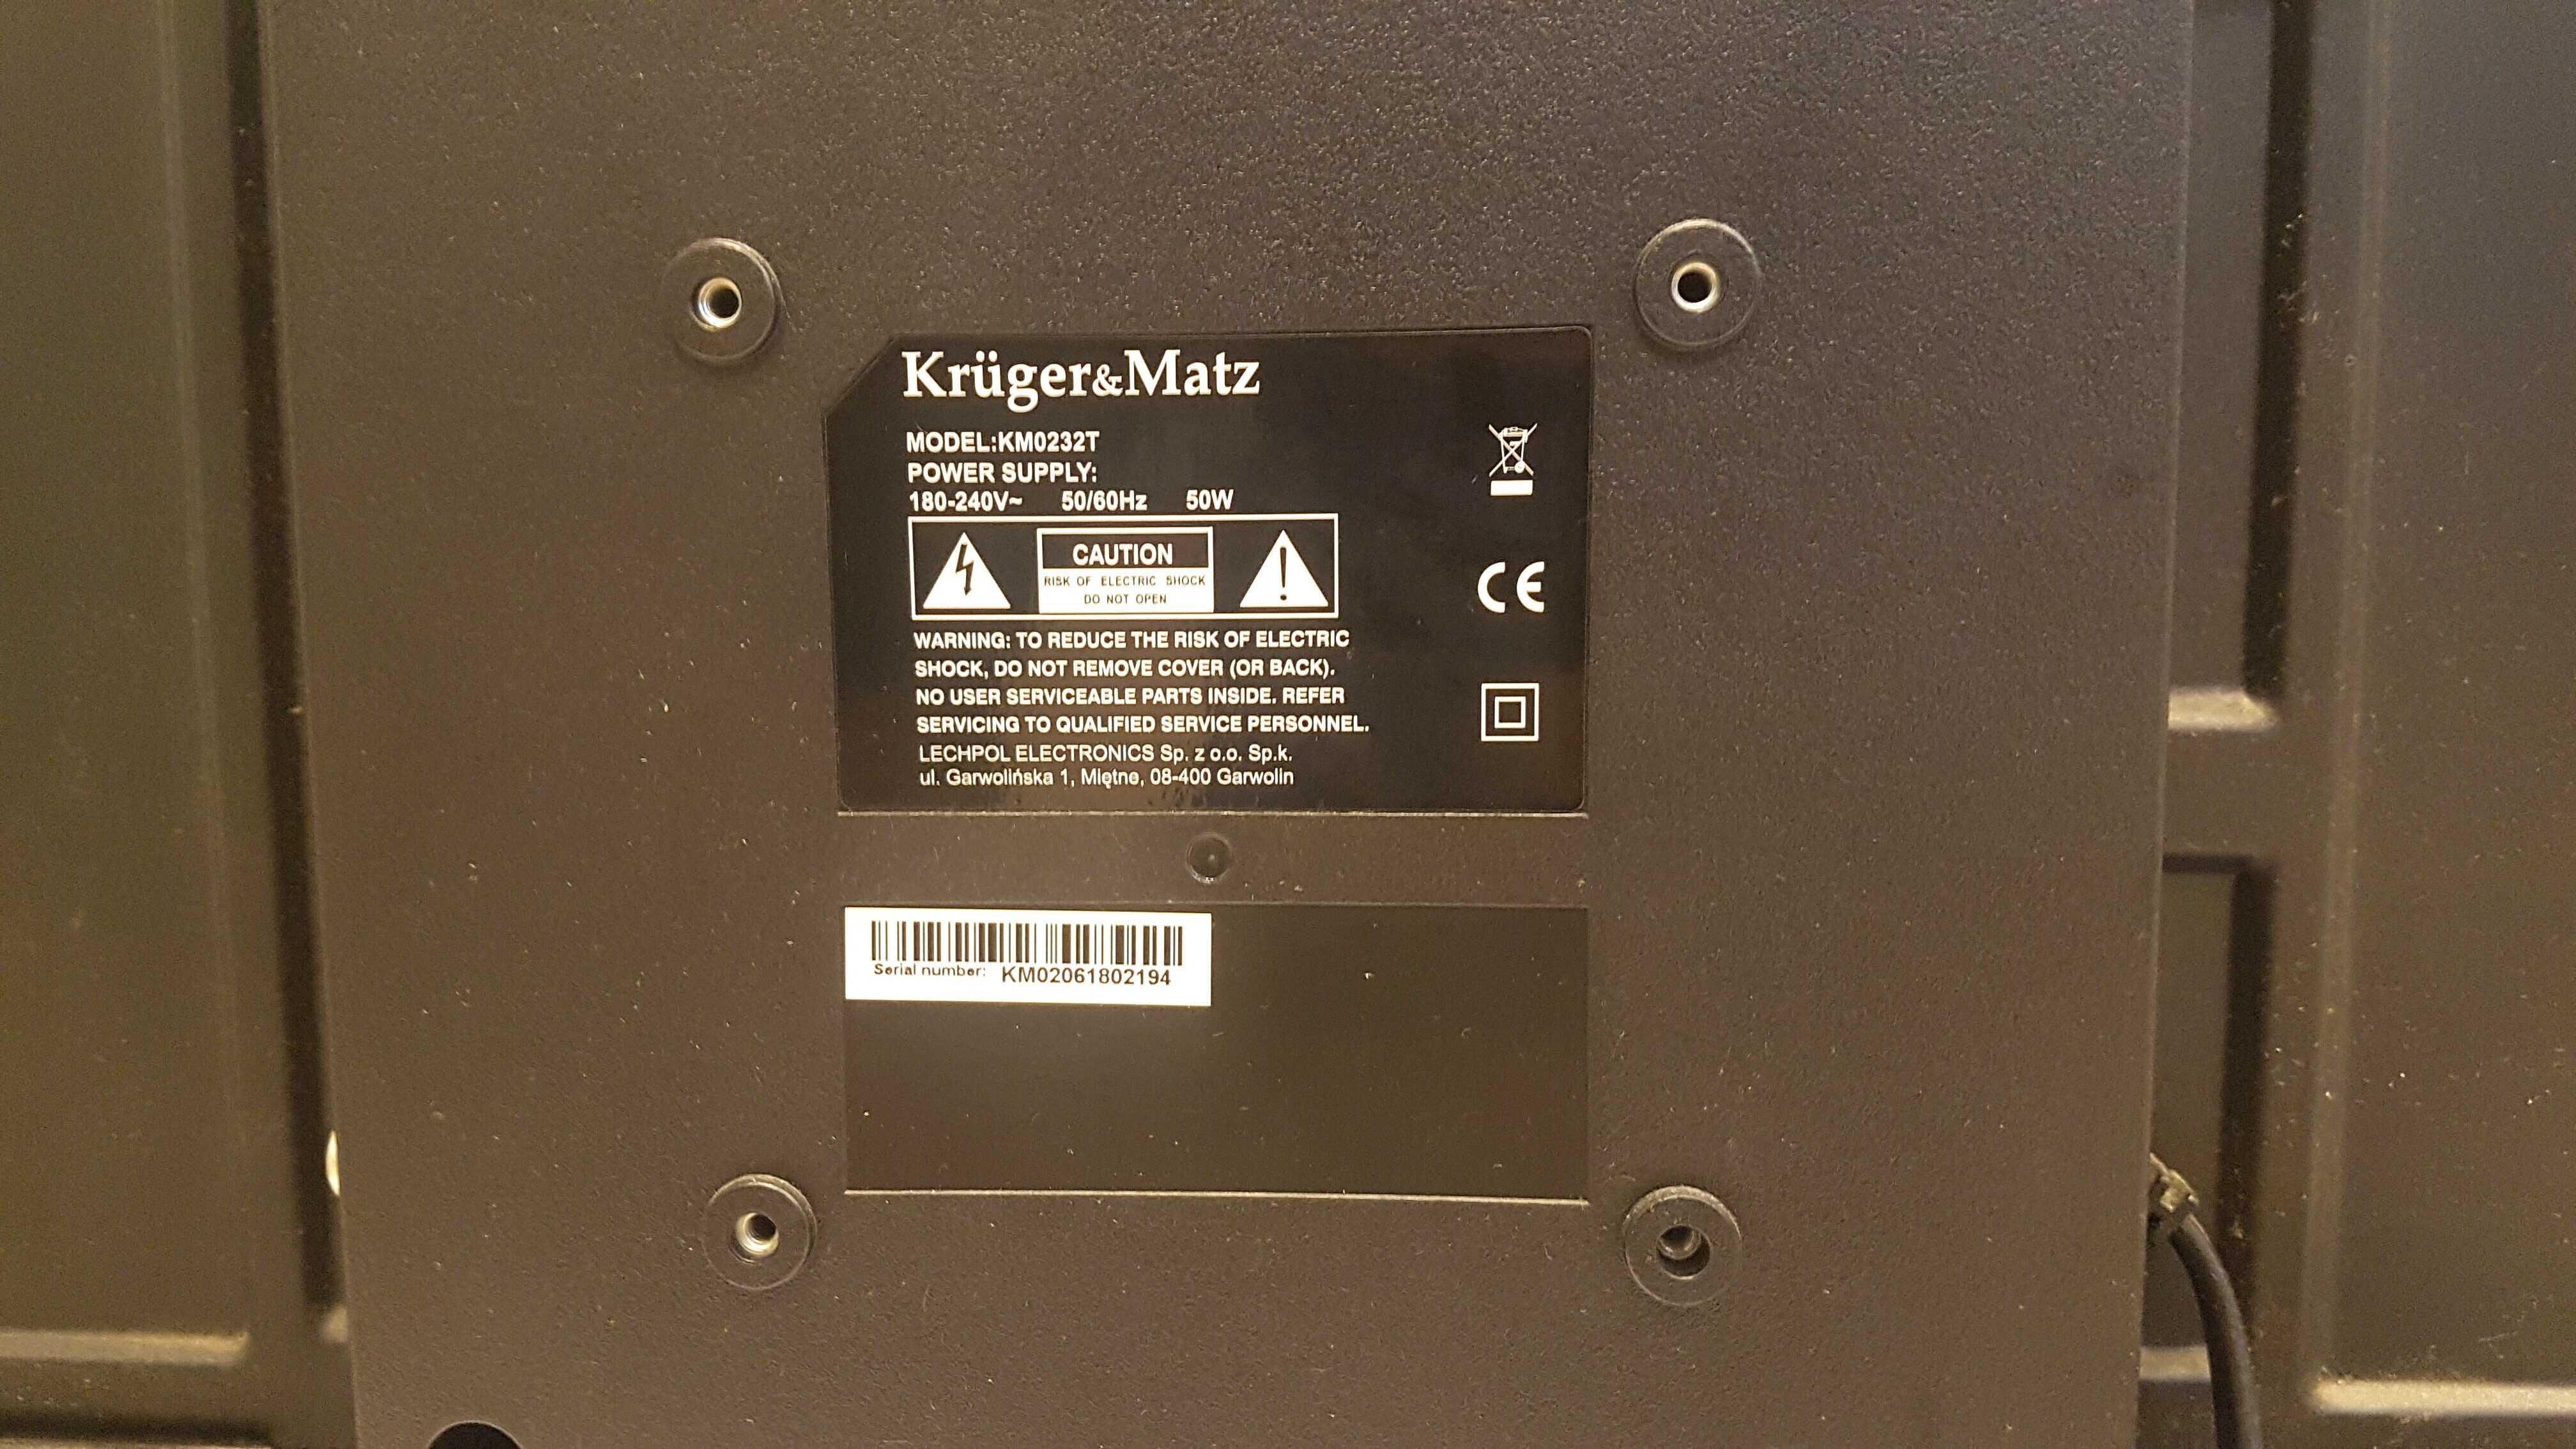 Krüger&Matz
MODEL:KM0232T
POWER SUPPLY:
180-240V~ 50/60Hz 50W
CAUTION
RISK OF ELECTRIC SHOCK
DO NOT OPEN
WARNING: TO REDUCE THE RISK OF ELECTRIC
SHOCK, DO NOT REMOVE COVER (OR BACK).
NO USER SERVICEABLE PARTS INSIDE. REFER
SERVICING TO QUALIFIED SERVICE PERSONNEL.
LECHPOL ELECTRONICS Sp. z o.o. Sp.k.
ul. Garwolińska 1, Miętne, 08-400 Garwolin
CE
Serial number: KM02061802194